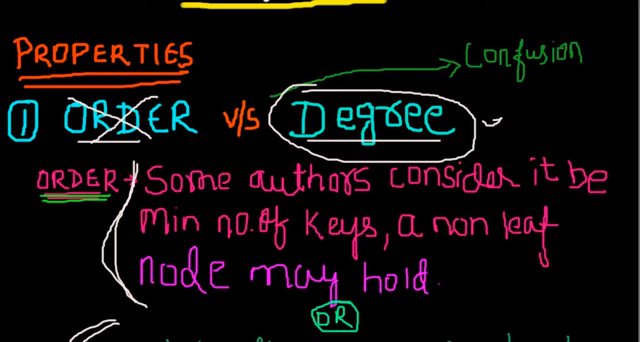 PROPERTIES
Confusion
1 ORDER v/s Degree
ORDER → Some authors consider it be
min no. of Keys, a non leaf
node may hold.
OR